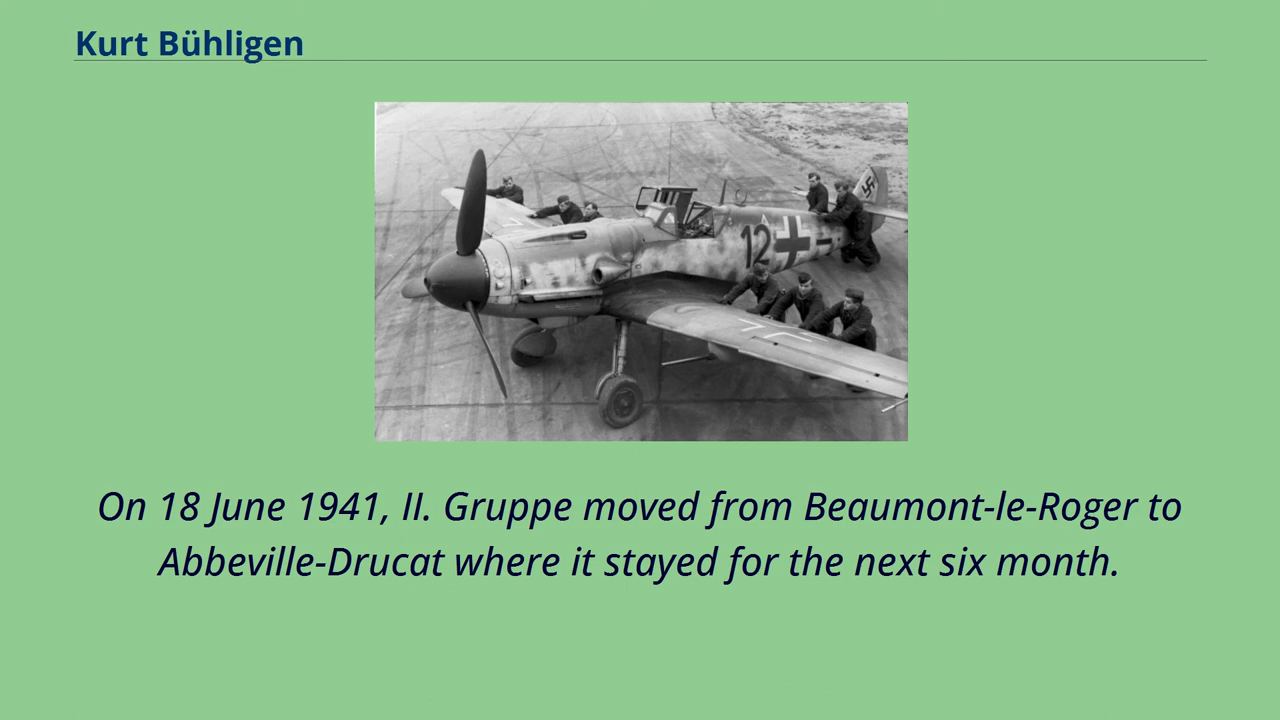 Kurt Bühligen
12
On 18 June 1941, II. Gruppe moved from Beaumont-le-Roger to
Abbeville-Drucat where it stayed for the next six month.